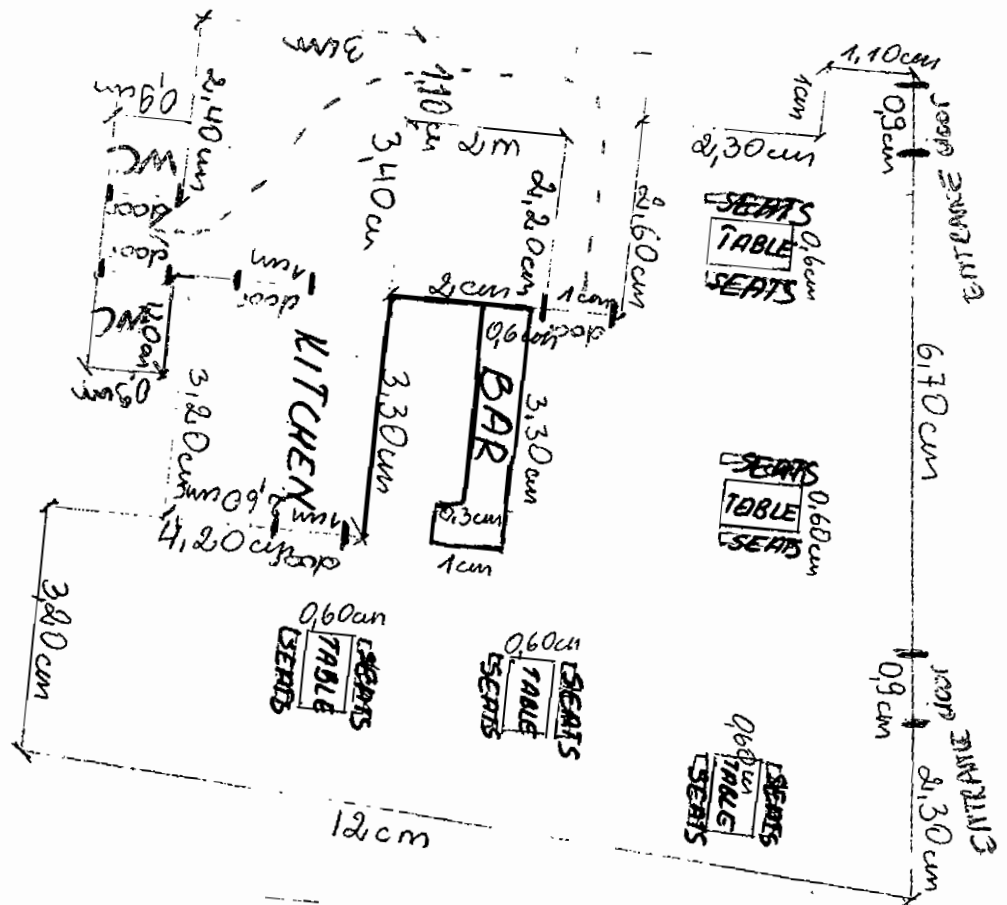 1,10cm
0,9cm
ENTRANCE door
1cm
2,30cm
3cm
2,40cm
0,9cm
WC
door
door
WC
0,9cm
1,10cm
2m
3,40cm
2,20cm
2,60cm
SEATS
TABLE
0,6cm
SEATS
6,70cm
1cm
door
2cm
1cm
door
0,6cm
KITCHEN
3,30cm
BAR
3,30cm
0,3cm
1cm
3,20cm
1cm
door
4,20cm
3,20cm
SEATS
TABLE
0,60cm
SEATS
0,60cm
SEATS
TABLE
SEATS
0,60cm
SEATS
TABLE
SEATS
0,60cm
SEATS
TABLE
SEATS
0,9cm
door
2,30cm
12cm